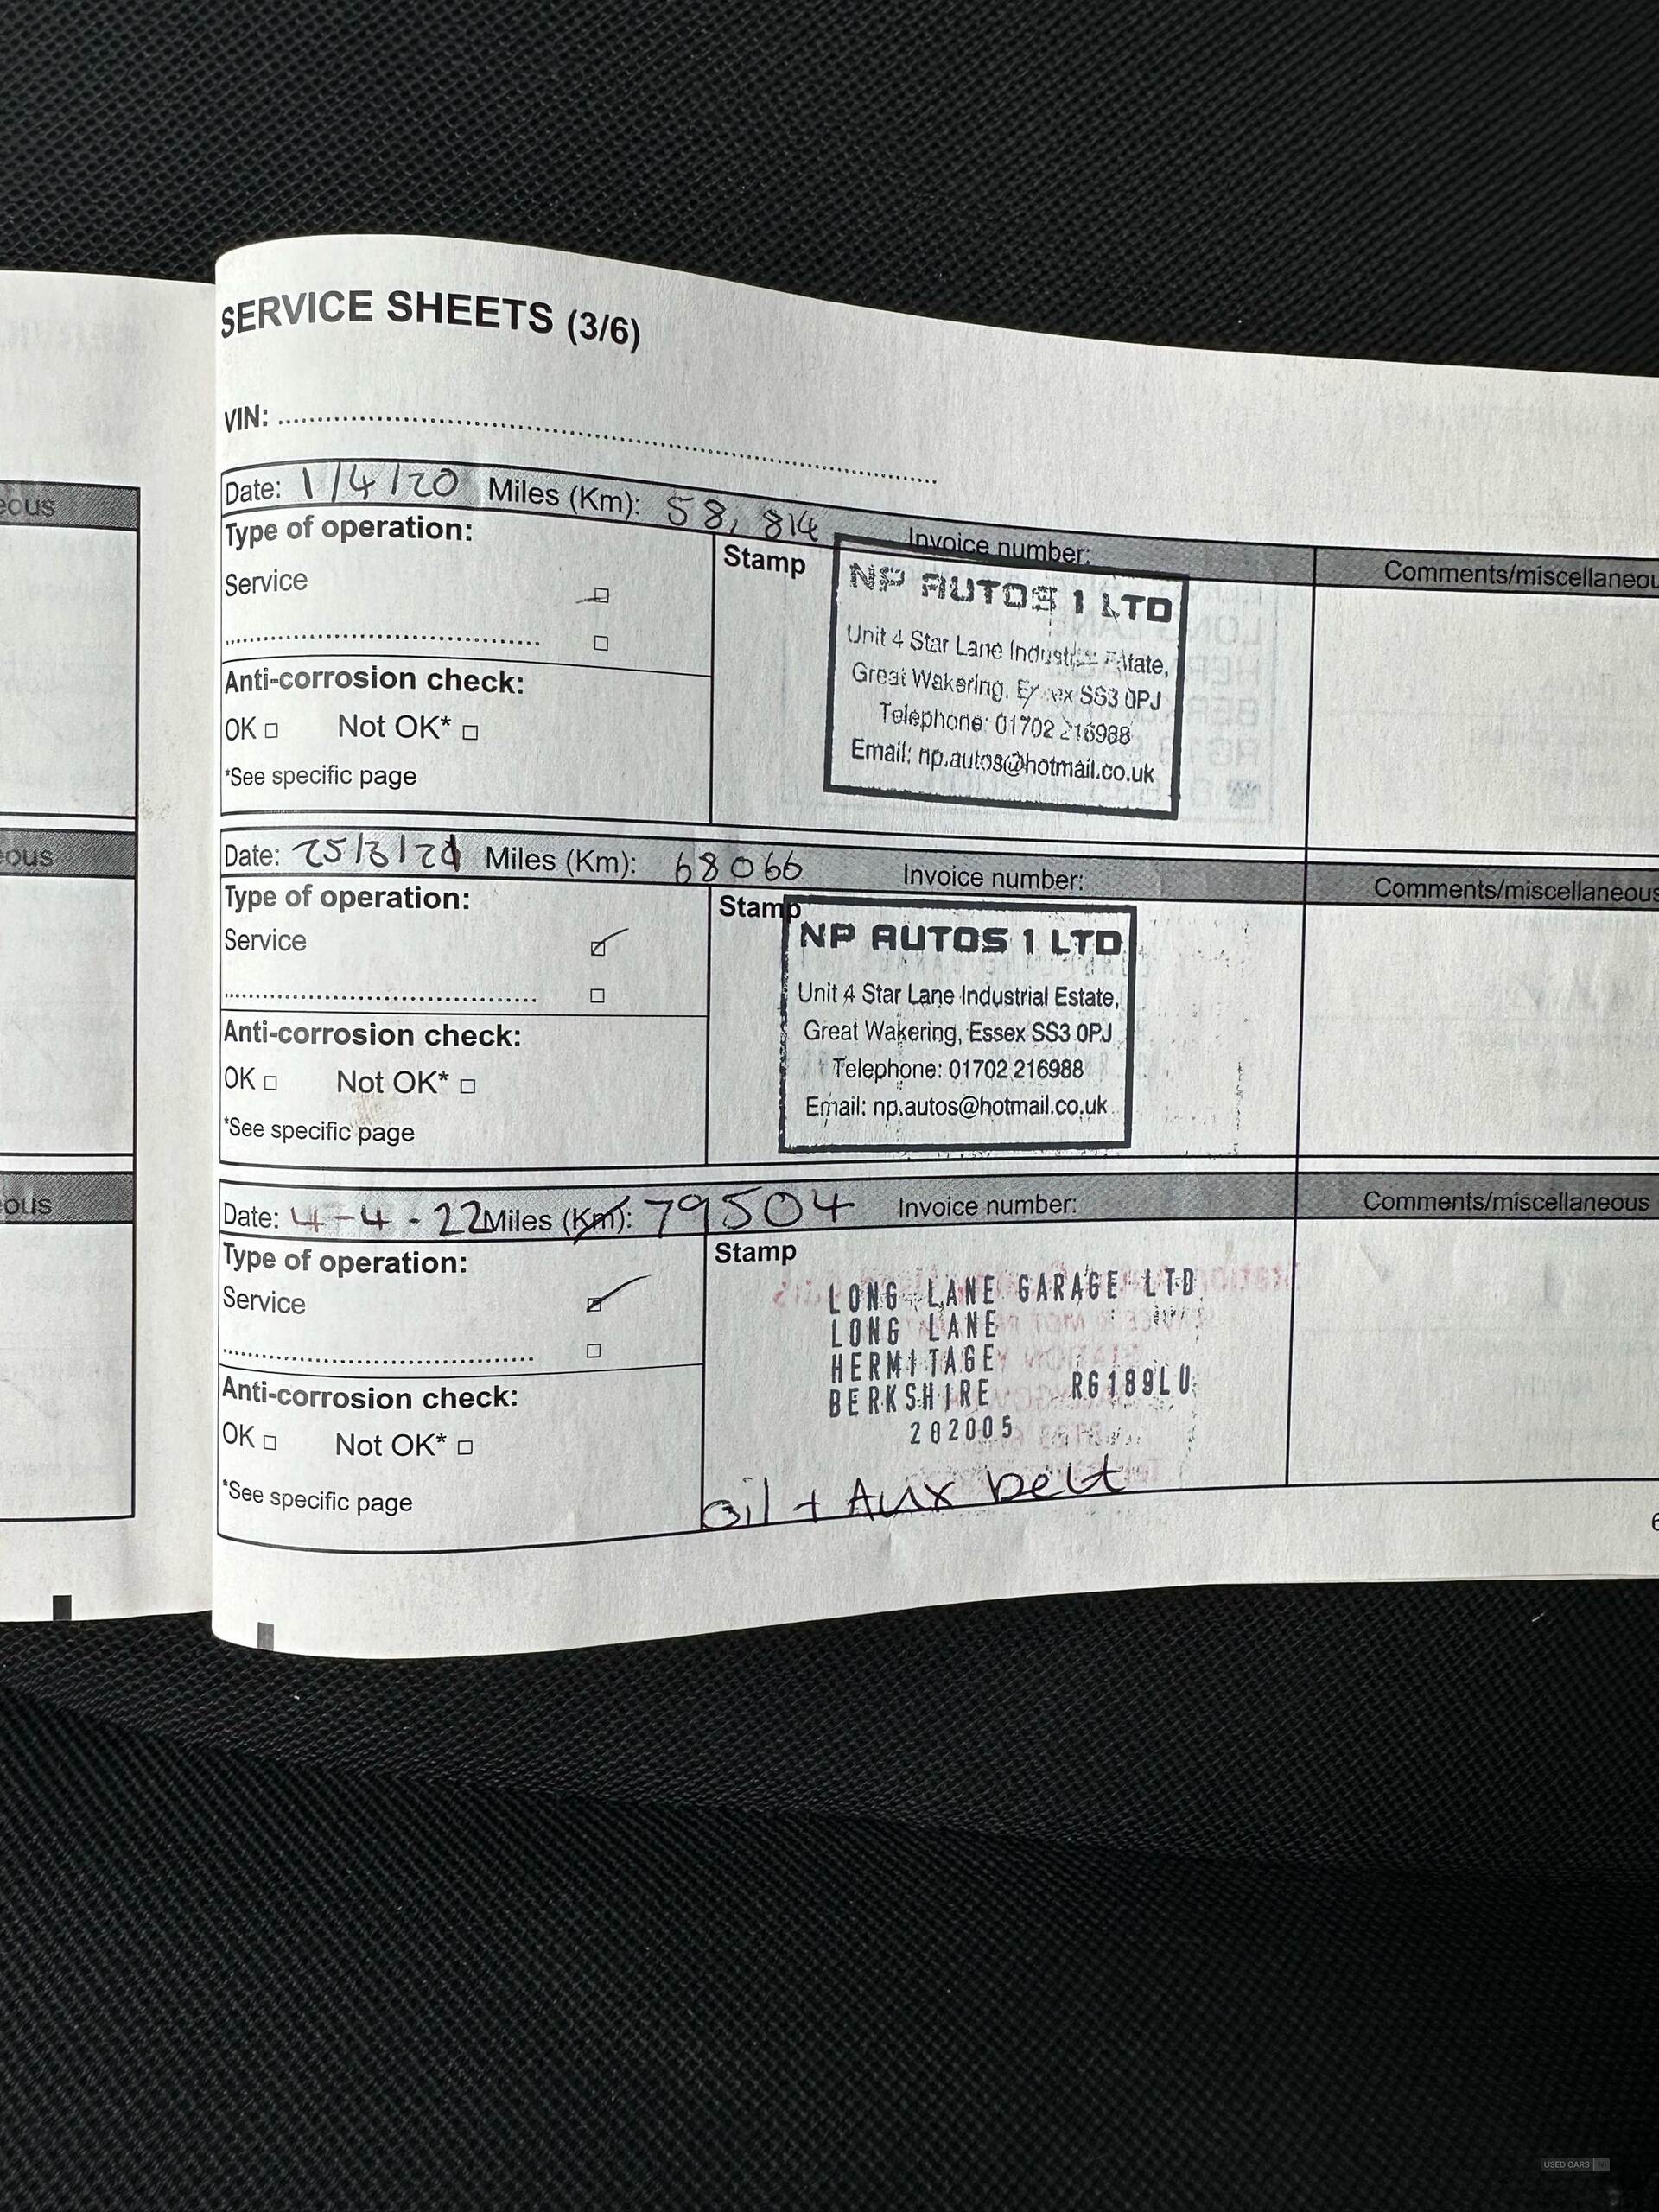 SERVICE SHEETS (3/6)
VIN:
Date: 1/4/20 Miles (Km): 58,814 Invoice number: Comments/miscellaneou
Type of operation:
Stamp
Service
NP AUTOS 1 LTD
Unit 4 Star Lane
Great Wakering, SS3 0PJ
Telephone: 01702 216988
Email: np.autos@hotmail.co.uk
Anti-corrosion check:
OK Not OK*
*See specific page
eous
Date: 25/3/21 Miles (Km): 68066 Invoice number: Comments/miscellaneous
Type of operation:
Stamp
Service
NP AUTOS 1 LTD
Unit 4 Star Lane Industrial Estate,
Great Wakering, Essex SS3 0PJ
Telephone: 01702 216988
Email: np.autos@hotmail.co.uk
Anti-corrosion check:
OK Not OK*
*See specific page
ous
Date: 4-4-22 Miles (Km): 79504 Invoice number: Comments/miscellaneous
Type of operation:
Stamp
Service
LONG LANE GARAGE LTD
LONG LANE
HERMITAGE
BERKSHIRE RG189LU
202005
Oil + Aux belt
Anti-corrosion check:
OK Not OK*
*See specific page
ous
USED CARS NI